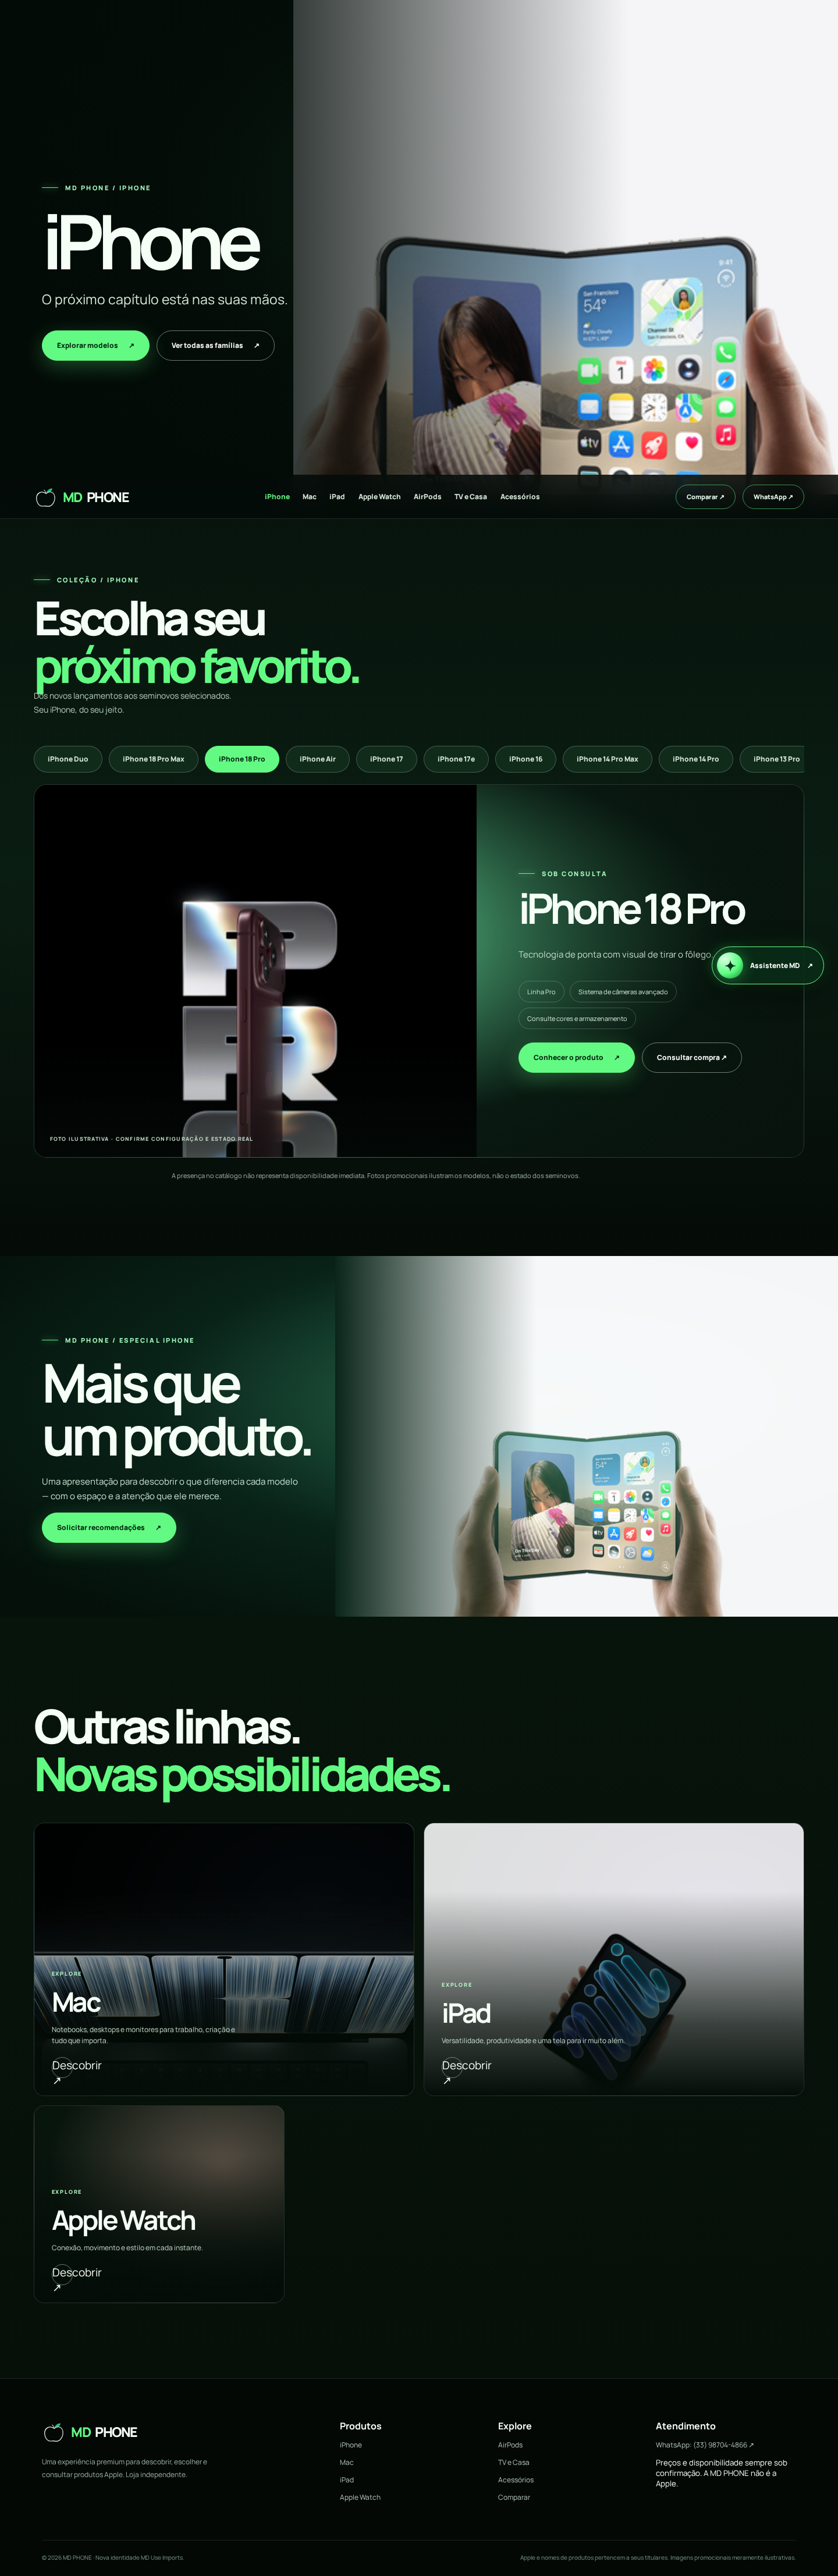 MD PHONE / IPHONE
iPhone
O próximo capítulo está nas suas mãos.
Explorar modelos ↗
Ver todas as famílias ↗
9:41
San Francisco
54°
Partly Cloudy
MD PHONE
iPhone
Mac
iPad
Apple Watch
AirPods
TV e Casa
Acessórios
Comparar ↗
WhatsApp ↗
COLEÇÃO / IPHONE
Escolha seu
próximo favorito.
Dos novos lançamentos aos seminovos selecionados.
Seu iPhone, do seu jeito.
iPhone Duo
iPhone 18 Pro Max
iPhone 18 Pro
iPhone Air
iPhone 17
iPhone 17e
iPhone 16
iPhone 14 Pro Max
iPhone 14 Pro
iPhone 13 Pro
FOTO ILUSTRATIVA · CONFIRME CONFIGURAÇÃO E ESTADO REAL
SOB CONSULTA
iPhone 18 Pro
Tecnologia de ponta com visual de tirar o fôlego.
Assistente MD ↗
Linha Pro
Sistema de câmeras avançado
Consulte cores e armazenamento
Conhecer o produto ↗
Consultar compra ↗
A presença no catálogo não representa disponibilidade imediata. Fotos promocionais ilustram os modelos, não o estado dos seminovos.
MD PHONE / ESPECIAL IPHONE
Mais que
um produto.
Uma apresentação para descobrir o que diferencia cada modelo
— com o espaço e a atenção que ele merece.
Solicitar recomendações ↗
Outras linhas.
Novas possibilidades.
EXPLORE
Mac
Notebooks, desktops e monitores para trabalho, criação e
tudo que importa.
Descobrir
↗
EXPLORE
iPad
Versatilidade, produtividade e uma tela para ir muito além.
Descobrir
↗
EXPLORE
Apple Watch
Conexão, movimento e estilo em cada instante.
Descobrir
↗
MD PHONE
Uma experiência premium para descobrir, escolher e
consultar produtos Apple. Loja independente.
Produtos
iPhone
Mac
iPad
Apple Watch
Explore
AirPods
TV e Casa
Acessórios
Comparar
Atendimento
WhatsApp: (33) 98704-4866 ↗
Preços e disponibilidade sempre sob
confirmação. A MD PHONE não é a
Apple.
© 2026 MD PHONE · Nova identidade MD Use Imports.
Apple e nomes de produtos pertencem a seus titulares. Imagens promocionais meramente ilustrativas.